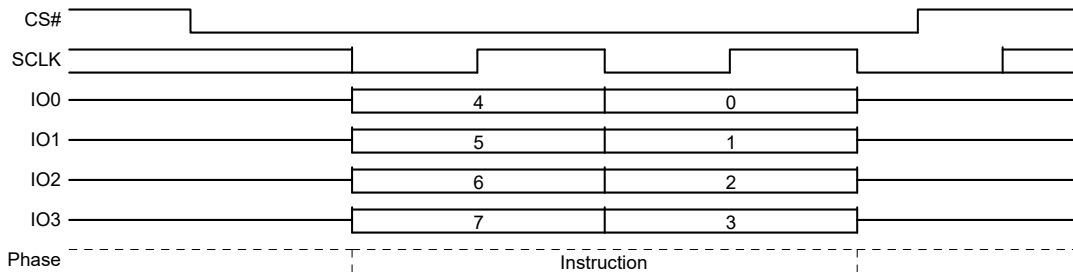 CS#
SCLK
IO0 4 0
IO1 5 1
IO2 6 2
IO3 7 3
Phase Instruction